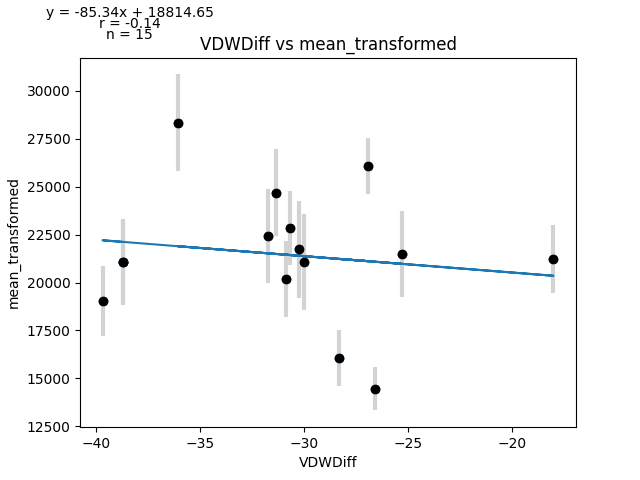 y = -85.34x + 18814.65
r = -0.14
n = 15
VDWDiff vs mean_transformed
30000
27500
25000
22500
20000
17500
15000
12500
mean_transformed
−40
−35
−30
−25
−20
VDWDiff